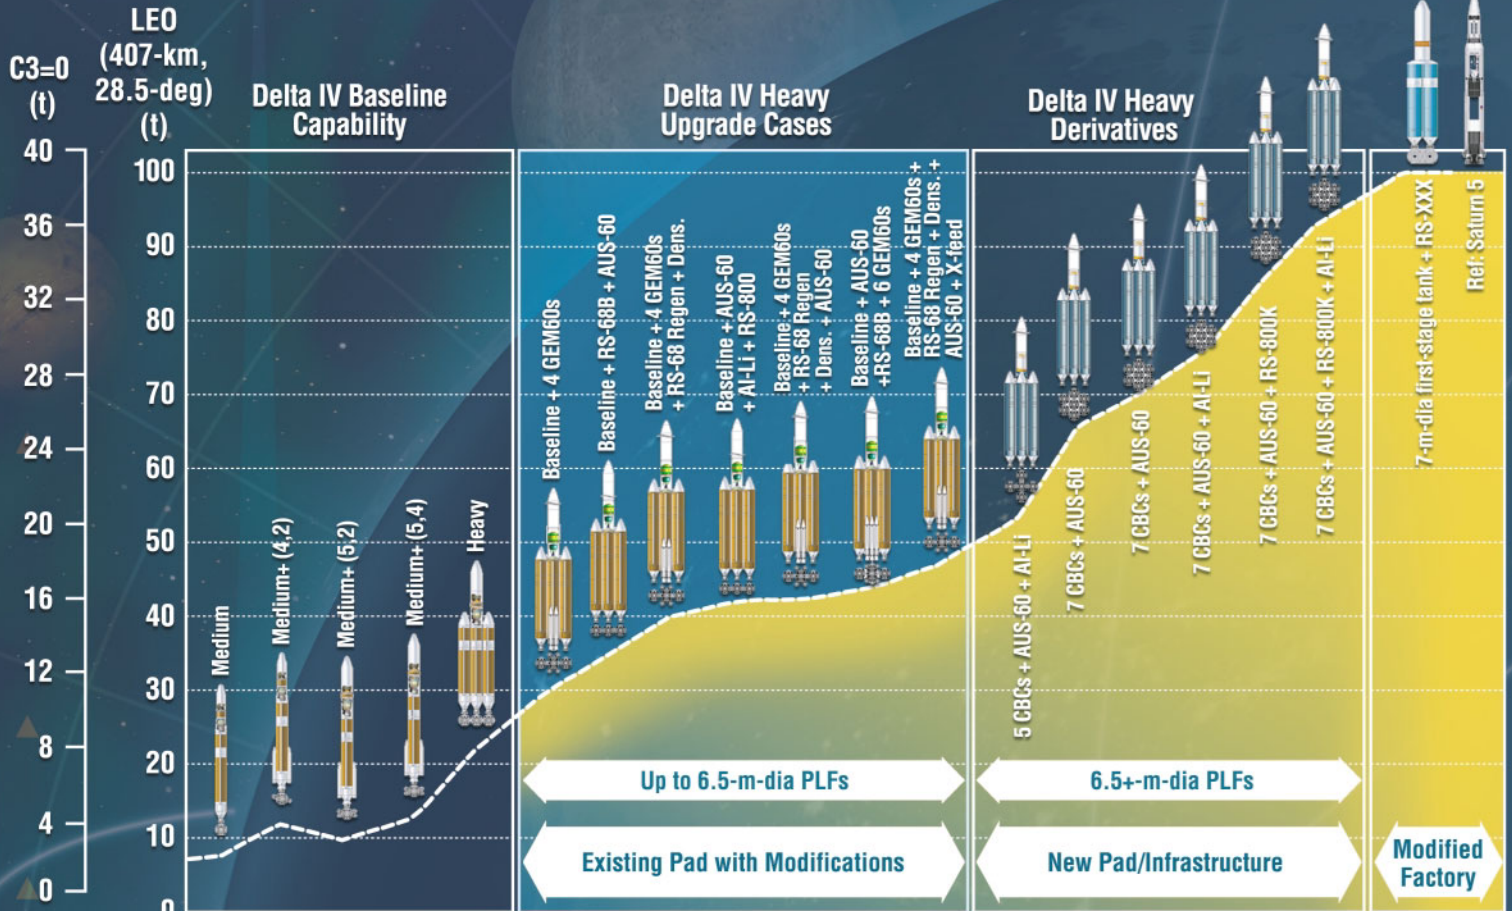 C3=0
(t)
LEO
(407-km,
28.5-deg)
(t)
Delta IV Baseline
Capability
Delta IV Heavy
Upgrade Cases
Delta IV Heavy
Derivatives
40
36
32
28
24
20
16
12
8
4
0
100
90
80
70
60
50
40
30
20
10
0
Medium
Medium+ (4,2)
Medium+ (5,2)
Medium+ (5,4)
Heavy
Baseline + 4 GEM60s
Baseline + RS-68B + AUS-60
Baseline + 4 GEM60s
+ RS-68 Regen + Dens.
Baseline + AUS-60
+ Al-Li + RS-800
Baseline + 4 GEM60s
+ RS-68 Regen
+ Dens. + AUS-60
Baseline + AUS-60
+RS-68B + 6 GEM60s
Baseline + 4 GEM60s +
RS-68 Regen + Dens. +
AUS-60 + X-feed
5 CBCs + AUS-60 + Al-Li
7 CBCs + AUS-60
7 CBCs + AUS-60
7 CBCs + AUS-60 + Al-Li
7 CBCs + AUS-60 + RS-800K
7 CBCs + AUS-60 + RS-800K + Al-Li
7-m-dia first-stage tank + RS-XXX
Ref: Saturn 5
Up to 6.5-m-dia PLFs
6.5+-m-dia PLFs
Existing Pad with Modifications
New Pad/Infrastructure
Modified
Factory